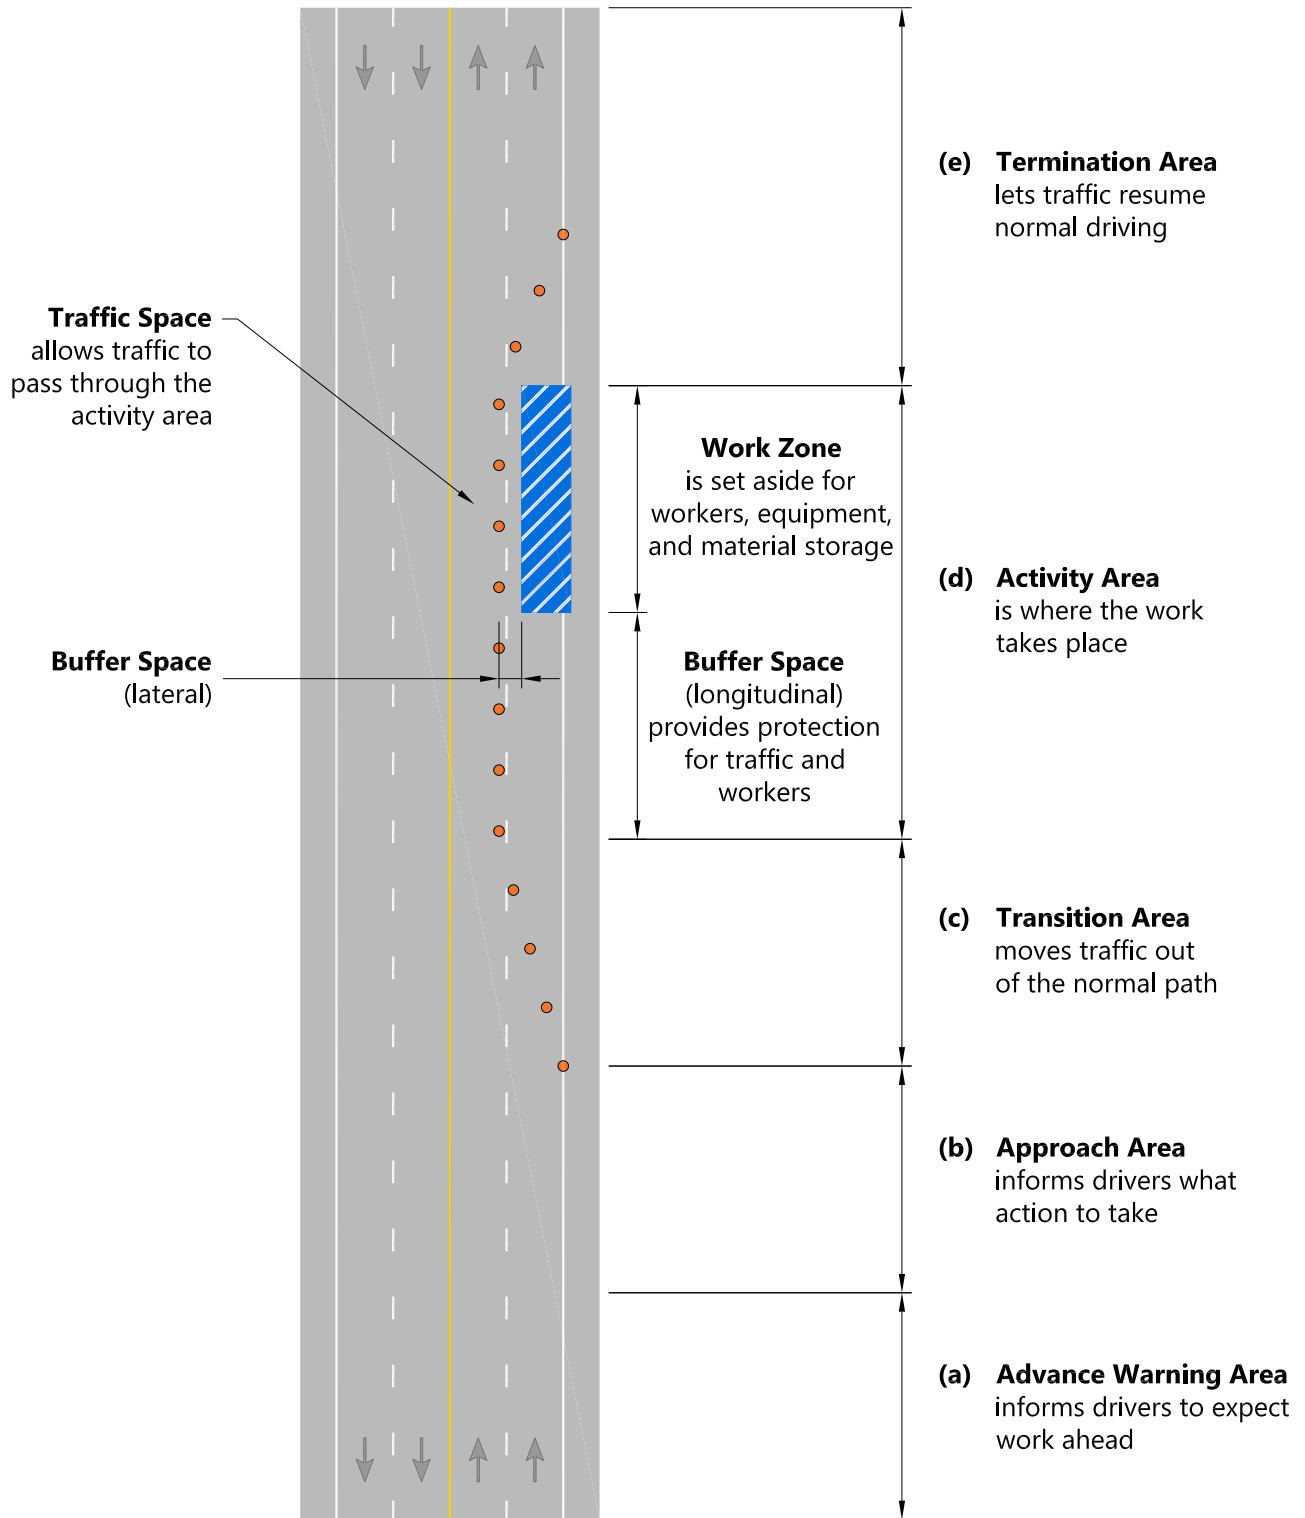 (e) Termination Area
lets traffic resume
normal driving
Traffic Space
allows traffic to
pass through the
activity area
Work Zone
is set aside for
workers, equipment,
and material storage
(d) Activity Area
is where the work
takes place
Buffer Space
(lateral)
Buffer Space
(longitudinal)
provides protection
for traffic and
workers
(c) Transition Area
moves traffic out
of the normal path
(b) Approach Area
informs drivers what
action to take
(a) Advance Warning Area
informs drivers to expect
work ahead